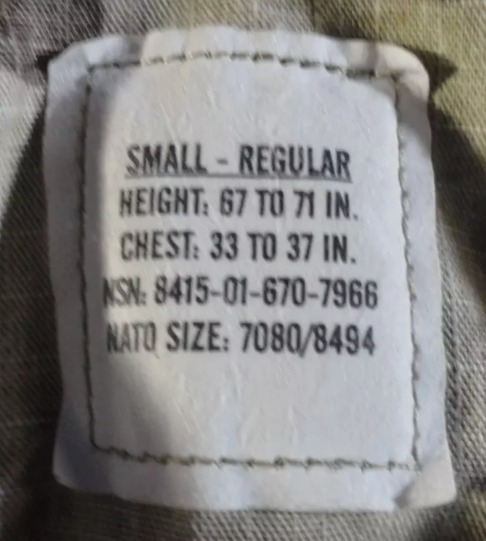 SMALL - REGULAR
HEIGHT: 67 TO 71 IN.
CHEST: 33 TO 37 IN.
NSN: 8415-01-670-7966
NATO SIZE: 7080/8494